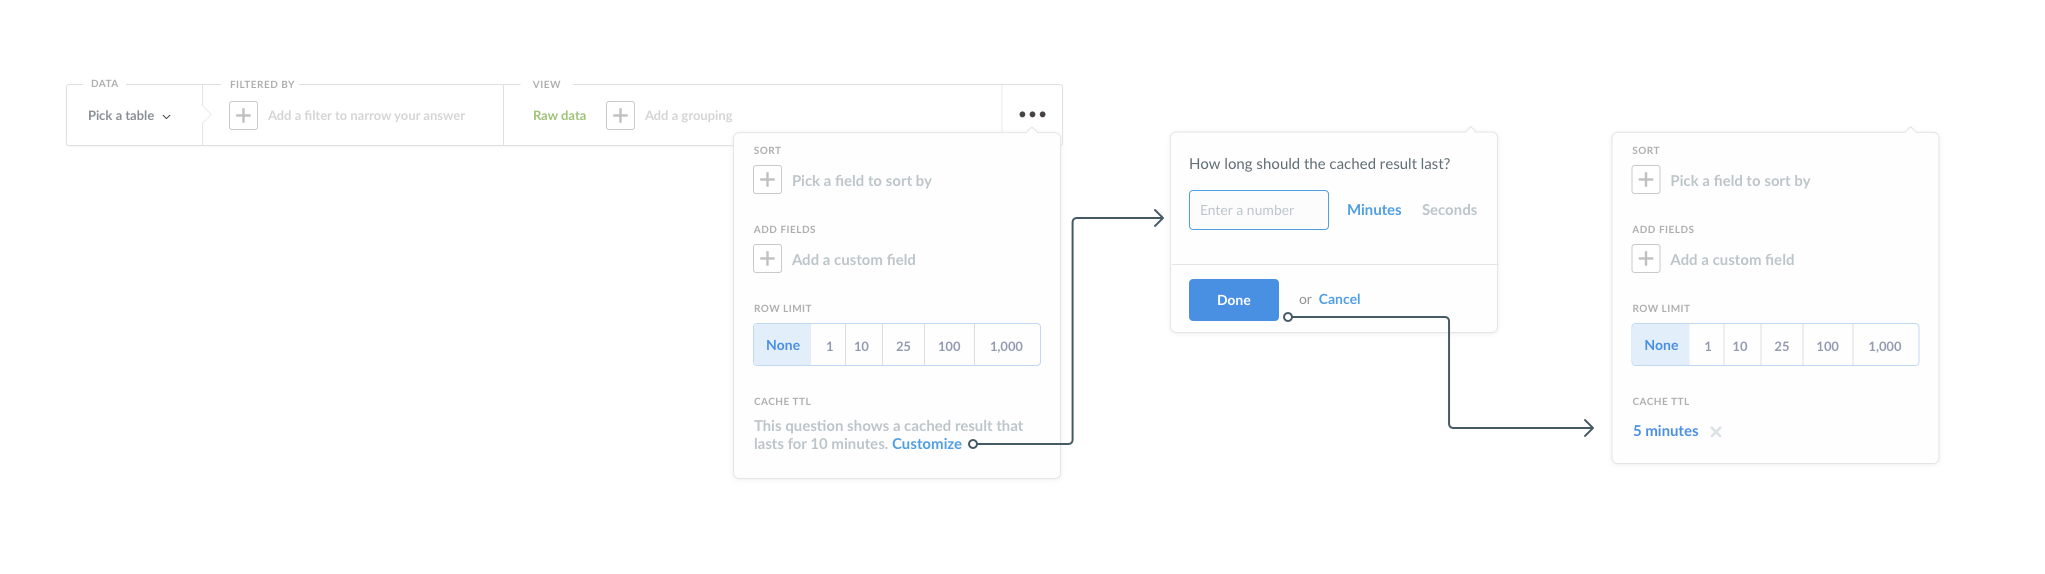 DATA
Pick a table
FILTERED BY
Add a filter to narrow your answer
VIEW
Raw data
Add a grouping
SORT
Pick a field to sort by
ADD FIELDS
Add a custom field
ROW LIMIT
None 1 10 25 100 1,000
CACHE TTL
This question shows a cached result that
lasts for 10 minutes. Customize
How long should the cached result last?
Enter a number Minutes Seconds
Done or Cancel
SORT
Pick a field to sort by
ADD FIELDS
Add a custom field
ROW LIMIT
None 1 10 25 100 1,000
CACHE TTL
5 minutes